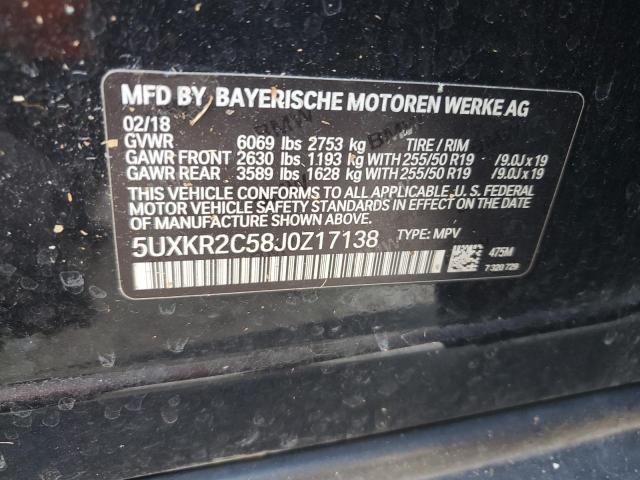 MFD BY BAYERISCHE MOTOREN WERKE AG
02/18
GVWR 6069 lbs 2753 kg TIRE / RIM
GAWR FRONT 2630 lbs 1193 kg WITH 255/50 R19 /9.0J x 19
GAWR REAR 3589 lbs 1628 kg WITH 255/50 R19 /9.0J x 19
THIS VEHICLE CONFORMS TO ALL APPLICABLE U. S. FEDERAL
MOTOR VEHICLE SAFETY STANDARDS IN EFFECT ON THE DATE
OF MANUFACTURE SHOWN ABOVE.
5UXKR2C58J0Z17138 TYPE: MPV
475M
7 320 729